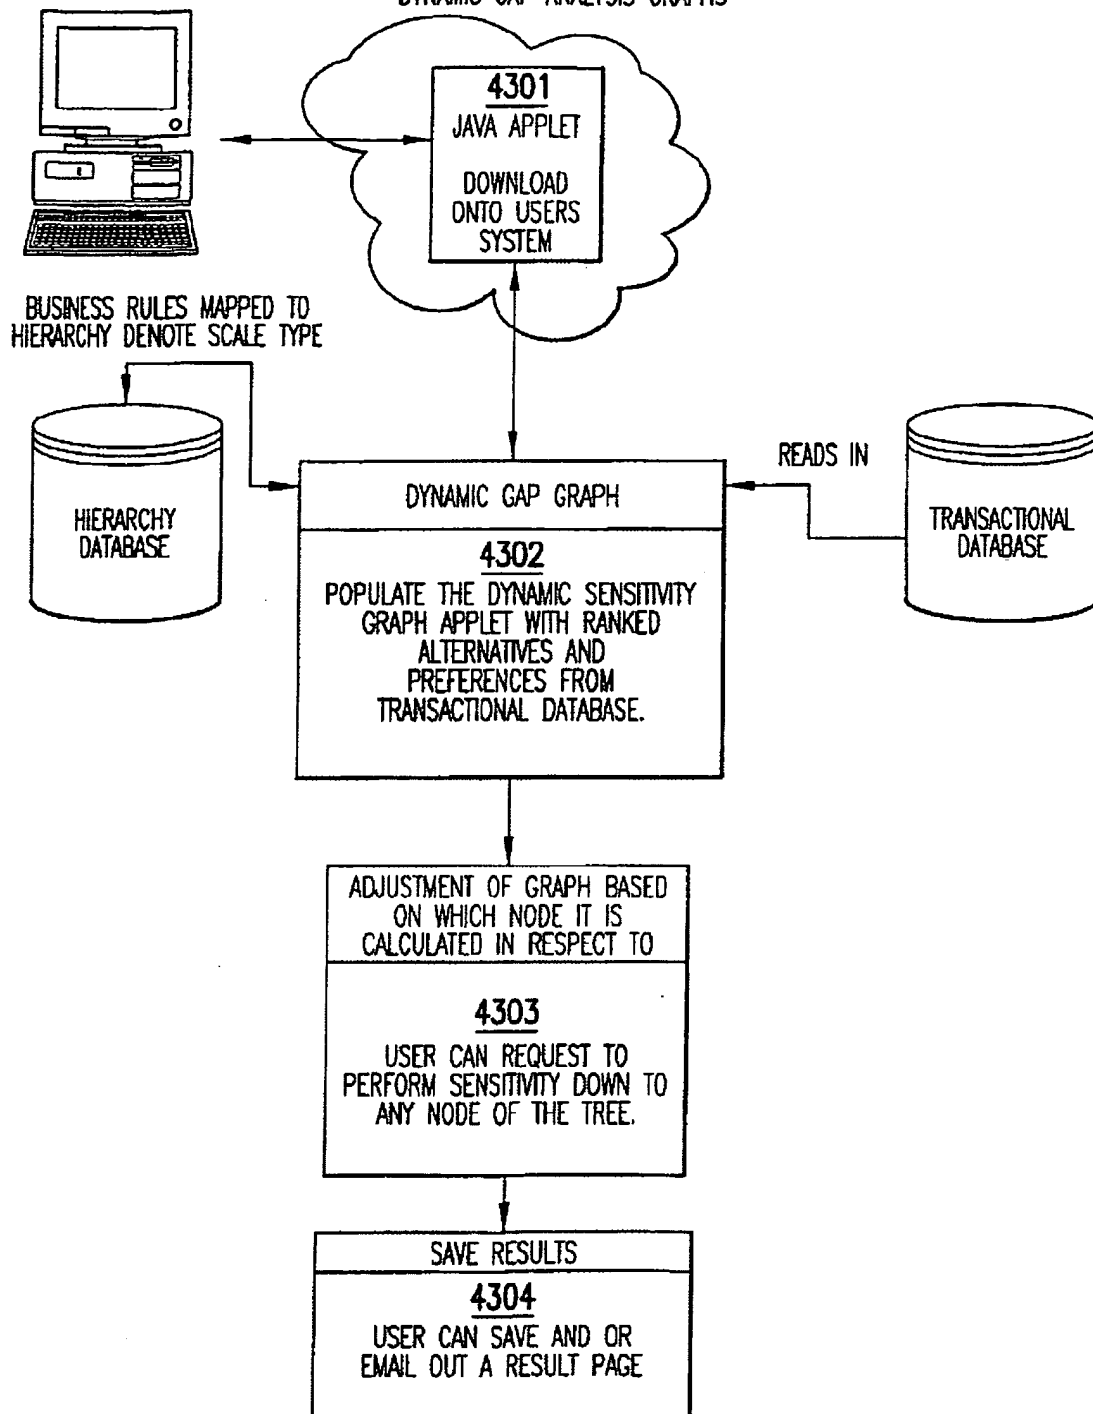 DYNAMIC GAP ANALYSIS GRAPHS
4301
JAVA APPLET
DOWNLOAD
ONTO USERS
SYSTEM
BUSINESS RULES MAPPED TO
HIERARCHY DENOTE SCALE TYPE
HIERARCHY
DATABASE
READS IN
TRANSACTIONAL
DATABASE
DYNAMIC GAP GRAPH
4302
POPULATE THE DYNAMIC SENSITIVITY
GRAPH APPLET WITH RANKED
ALTERNATIVES AND
PREFERENCES FROM
TRANSACTIONAL DATABASE.
ADJUSTMENT OF GRAPH BASED
ON WHICH NODE IT IS
CALCULATED IN RESPECT TO
4303
USER CAN REQUEST TO
PERFORM SENSITIVITY DOWN TO
ANY NODE OF THE TREE.
SAVE RESULTS
4304
USER CAN SAVE AND OR
EMAIL OUT A RESULT PAGE